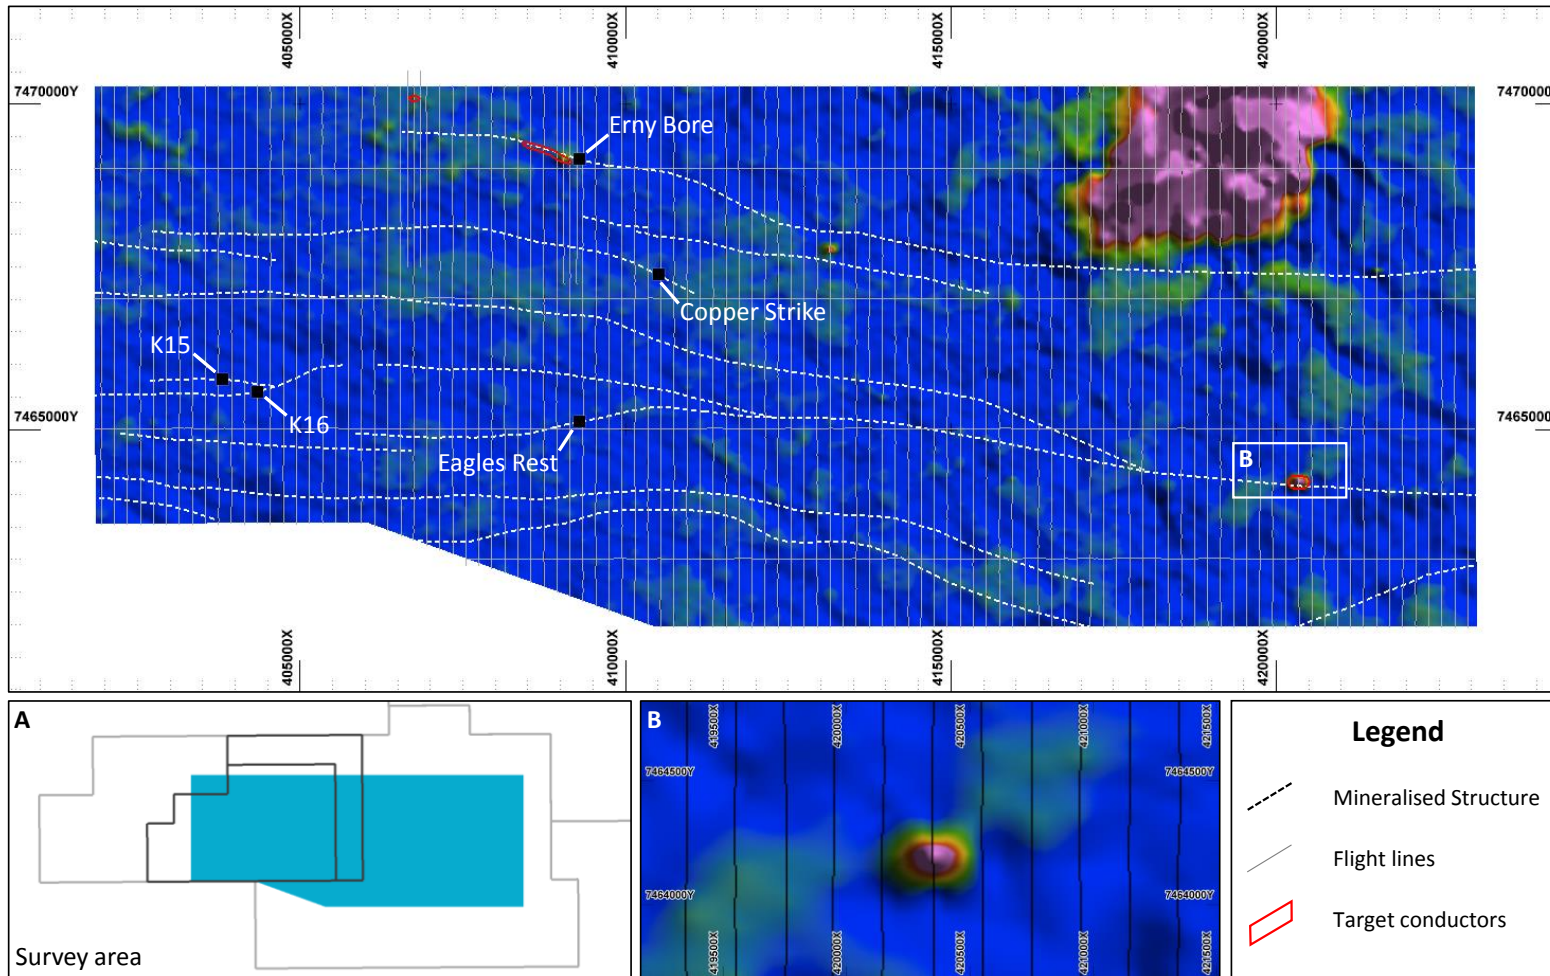 405000X
410000X
415000X
420000X
7470000Y
7470000Y
Erny Bore
Copper Strike
K15
K16
Eagles Rest
7465000Y
7465000Y
B
405000X
410000X
415000X
420000X
A
Survey area
B
419500X
420000X
420500X
421000X
421500X
7464500Y
7464500Y
7464000Y
7464000Y
419500X
420000X
420500X
421000X
421500X
Legend
Mineralised Structure
Flight lines
Target conductors